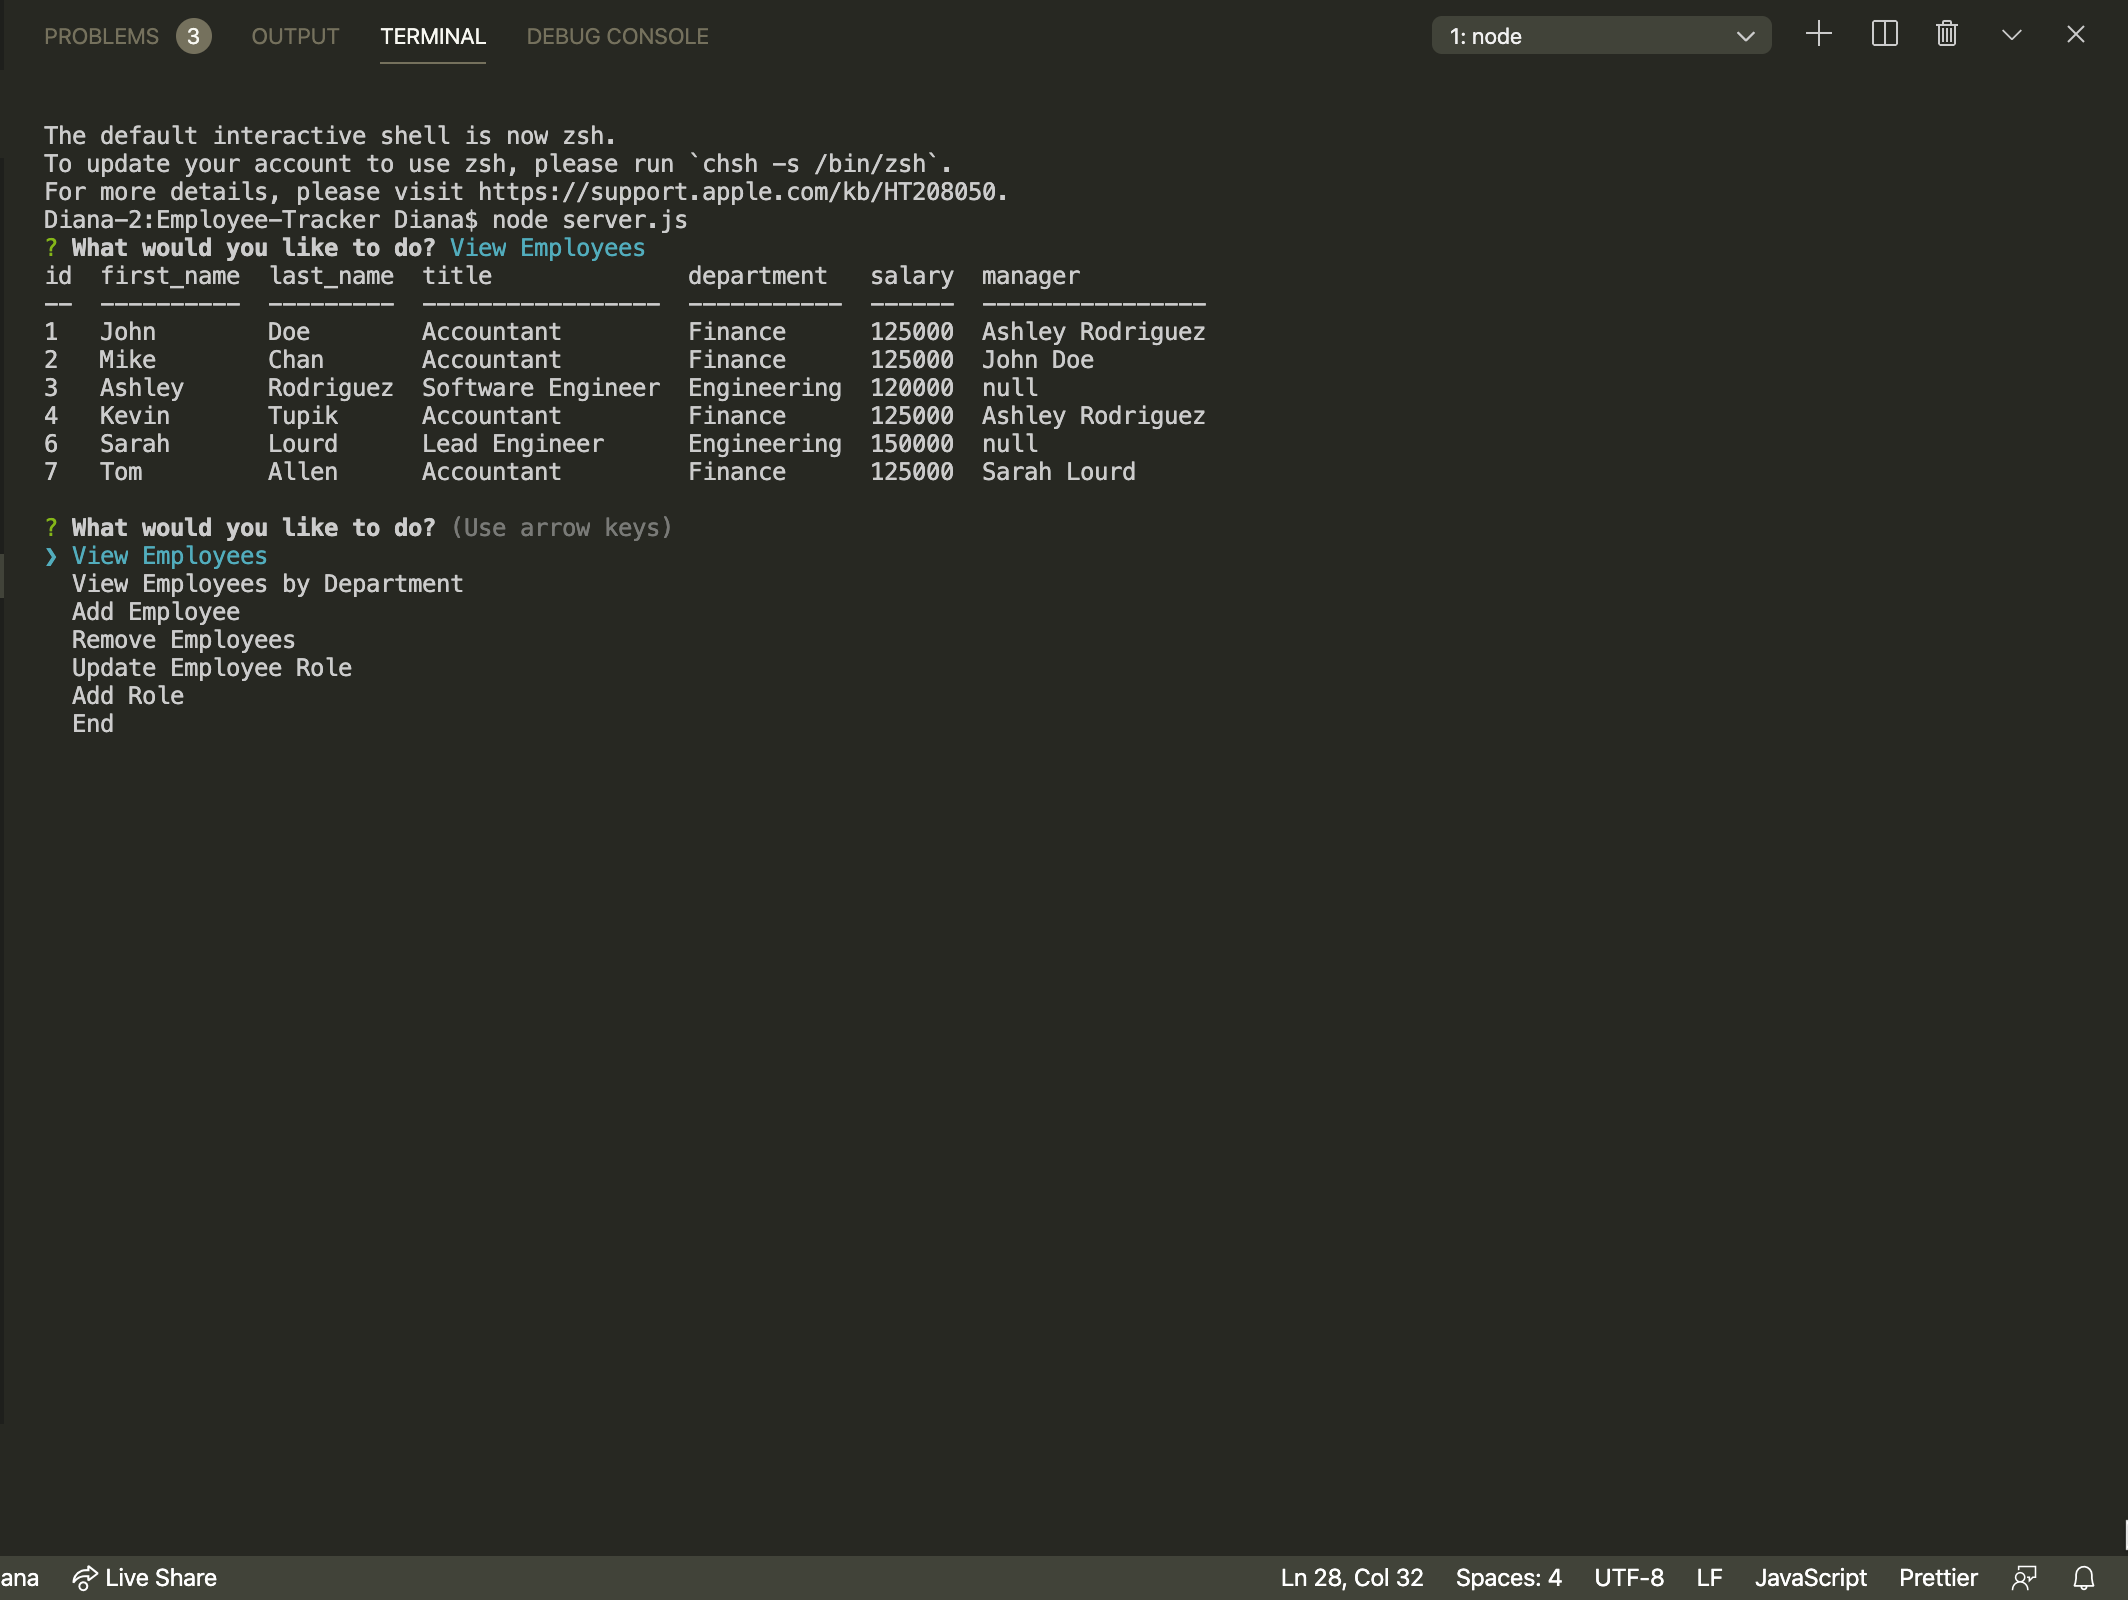 PROBLEMS 3 OUTPUT TERMINAL DEBUG CONSOLE 1: node
The default interactive shell is now zsh.
To update your account to use zsh, please run `chsh -s /bin/zsh`.
For more details, please visit https://support.apple.com/kb/HT208050.
Diana-2:Employee-Tracker Diana$ node server.js
? What would you like to do? View Employees
id  first_name  last_name  title              department   salary  manager
--  ----------  ---------  -----------------  -----------  ------  ----------------
1   John        Doe        Accountant         Finance      125000  Ashley Rodriguez
2   Mike        Chan       Accountant         Finance      125000  John Doe
3   Ashley      Rodriguez  Software Engineer  Engineering  120000  null
4   Kevin       Tupik      Accountant         Finance      125000  Ashley Rodriguez
6   Sarah       Lourd      Lead Engineer      Engineering  150000  null
7   Tom         Allen      Accountant         Finance      125000  Sarah Lourd
? What would you like to do? (Use arrow keys)
❯ View Employees
View Employees by Department
Add Employee
Remove Employees
Update Employee Role
Add Role
End
ana Live Share Ln 28, Col 32 Spaces: 4 UTF-8 LF JavaScript Prettier